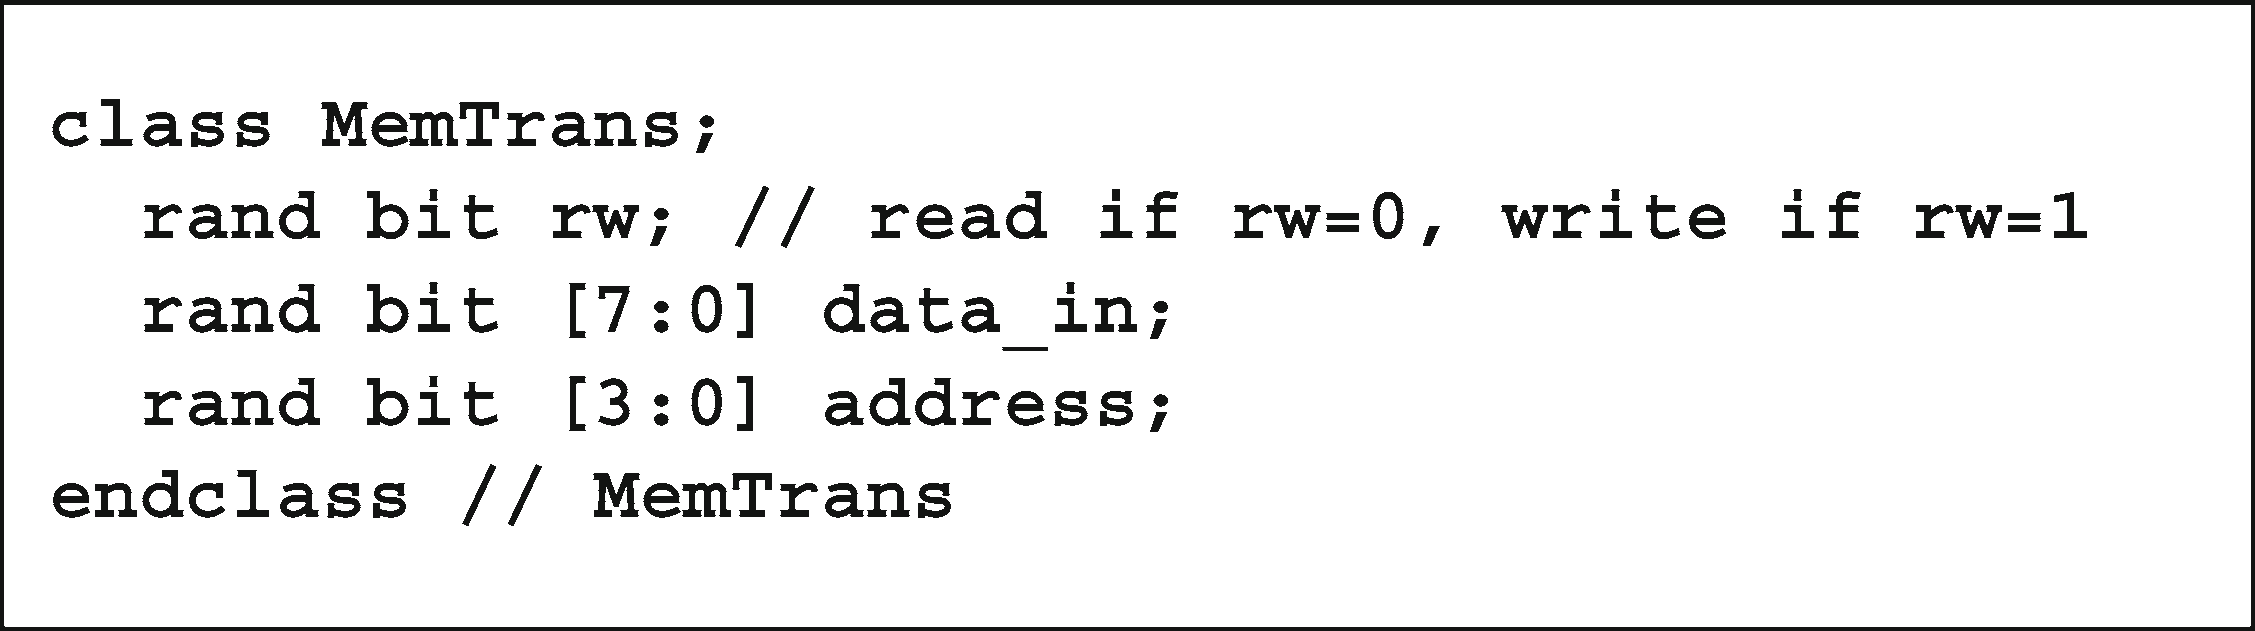 class MemTrans;
  rand bit rw; // read if rw=0, write if rw=1
  rand bit [7:0] data_in;
  rand bit [3:0] address;
endclass // MemTrans